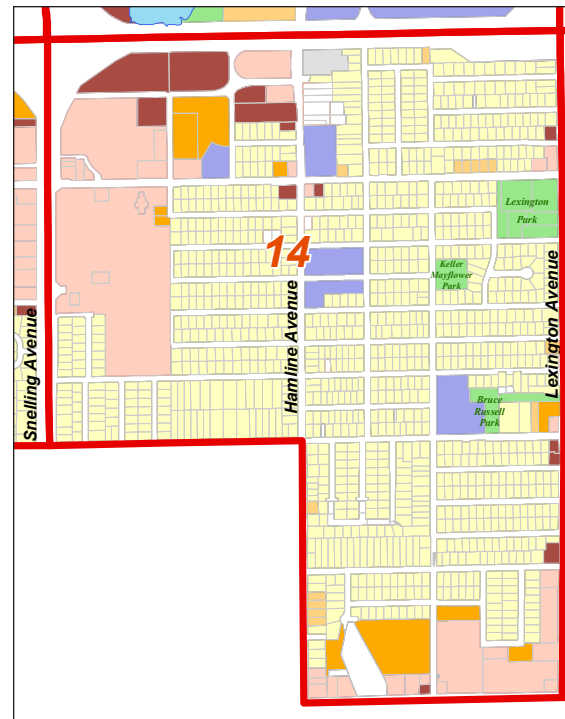 Lexington
Park
14
Keller
Mayflower
Park
Snelling Avenue
Hamline Avenue
Lexington Avenue
Bruce
Russell
Park